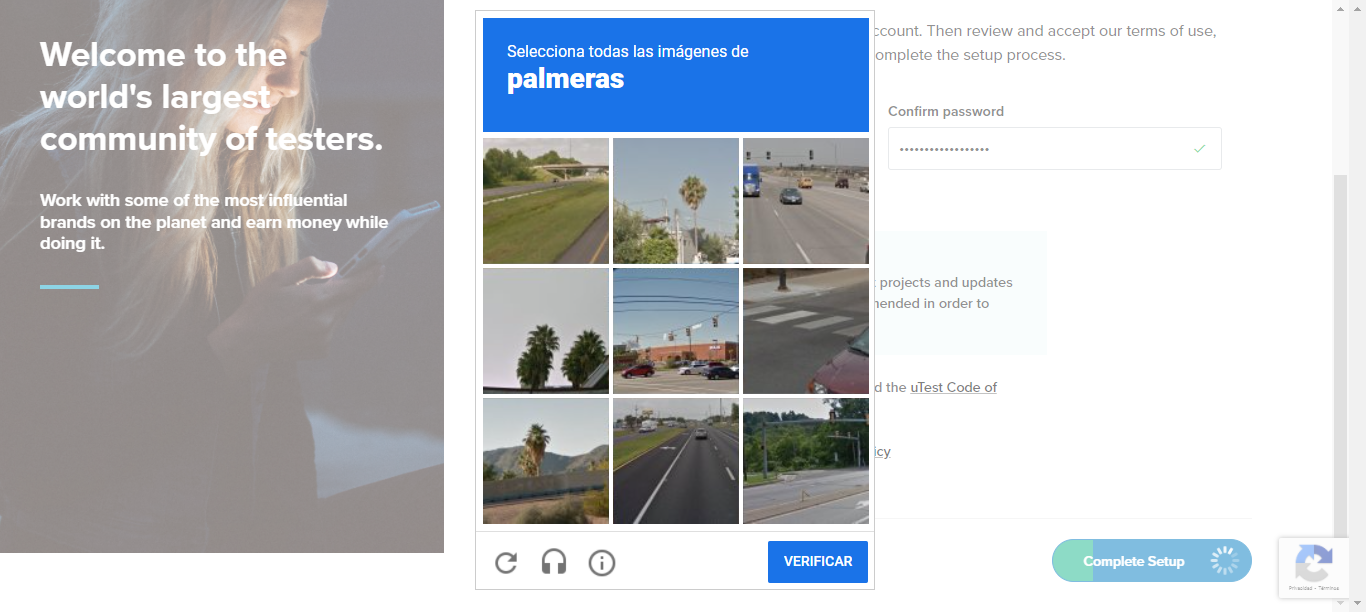 Welcome to the
world's largest
community of testers.
Work with some of the most influential
brands on the planet and earn money while
doing it.
Selecciona todas las imágenes de
palmeras
VERIFICAR
ccount. Then review and accept our terms of use,
omplete the setup process.
Confirm password
••••••••••••••••••
projects and updates
nended in order to
d the uTest Code of
icy
Complete Setup
Privacidad - Términos